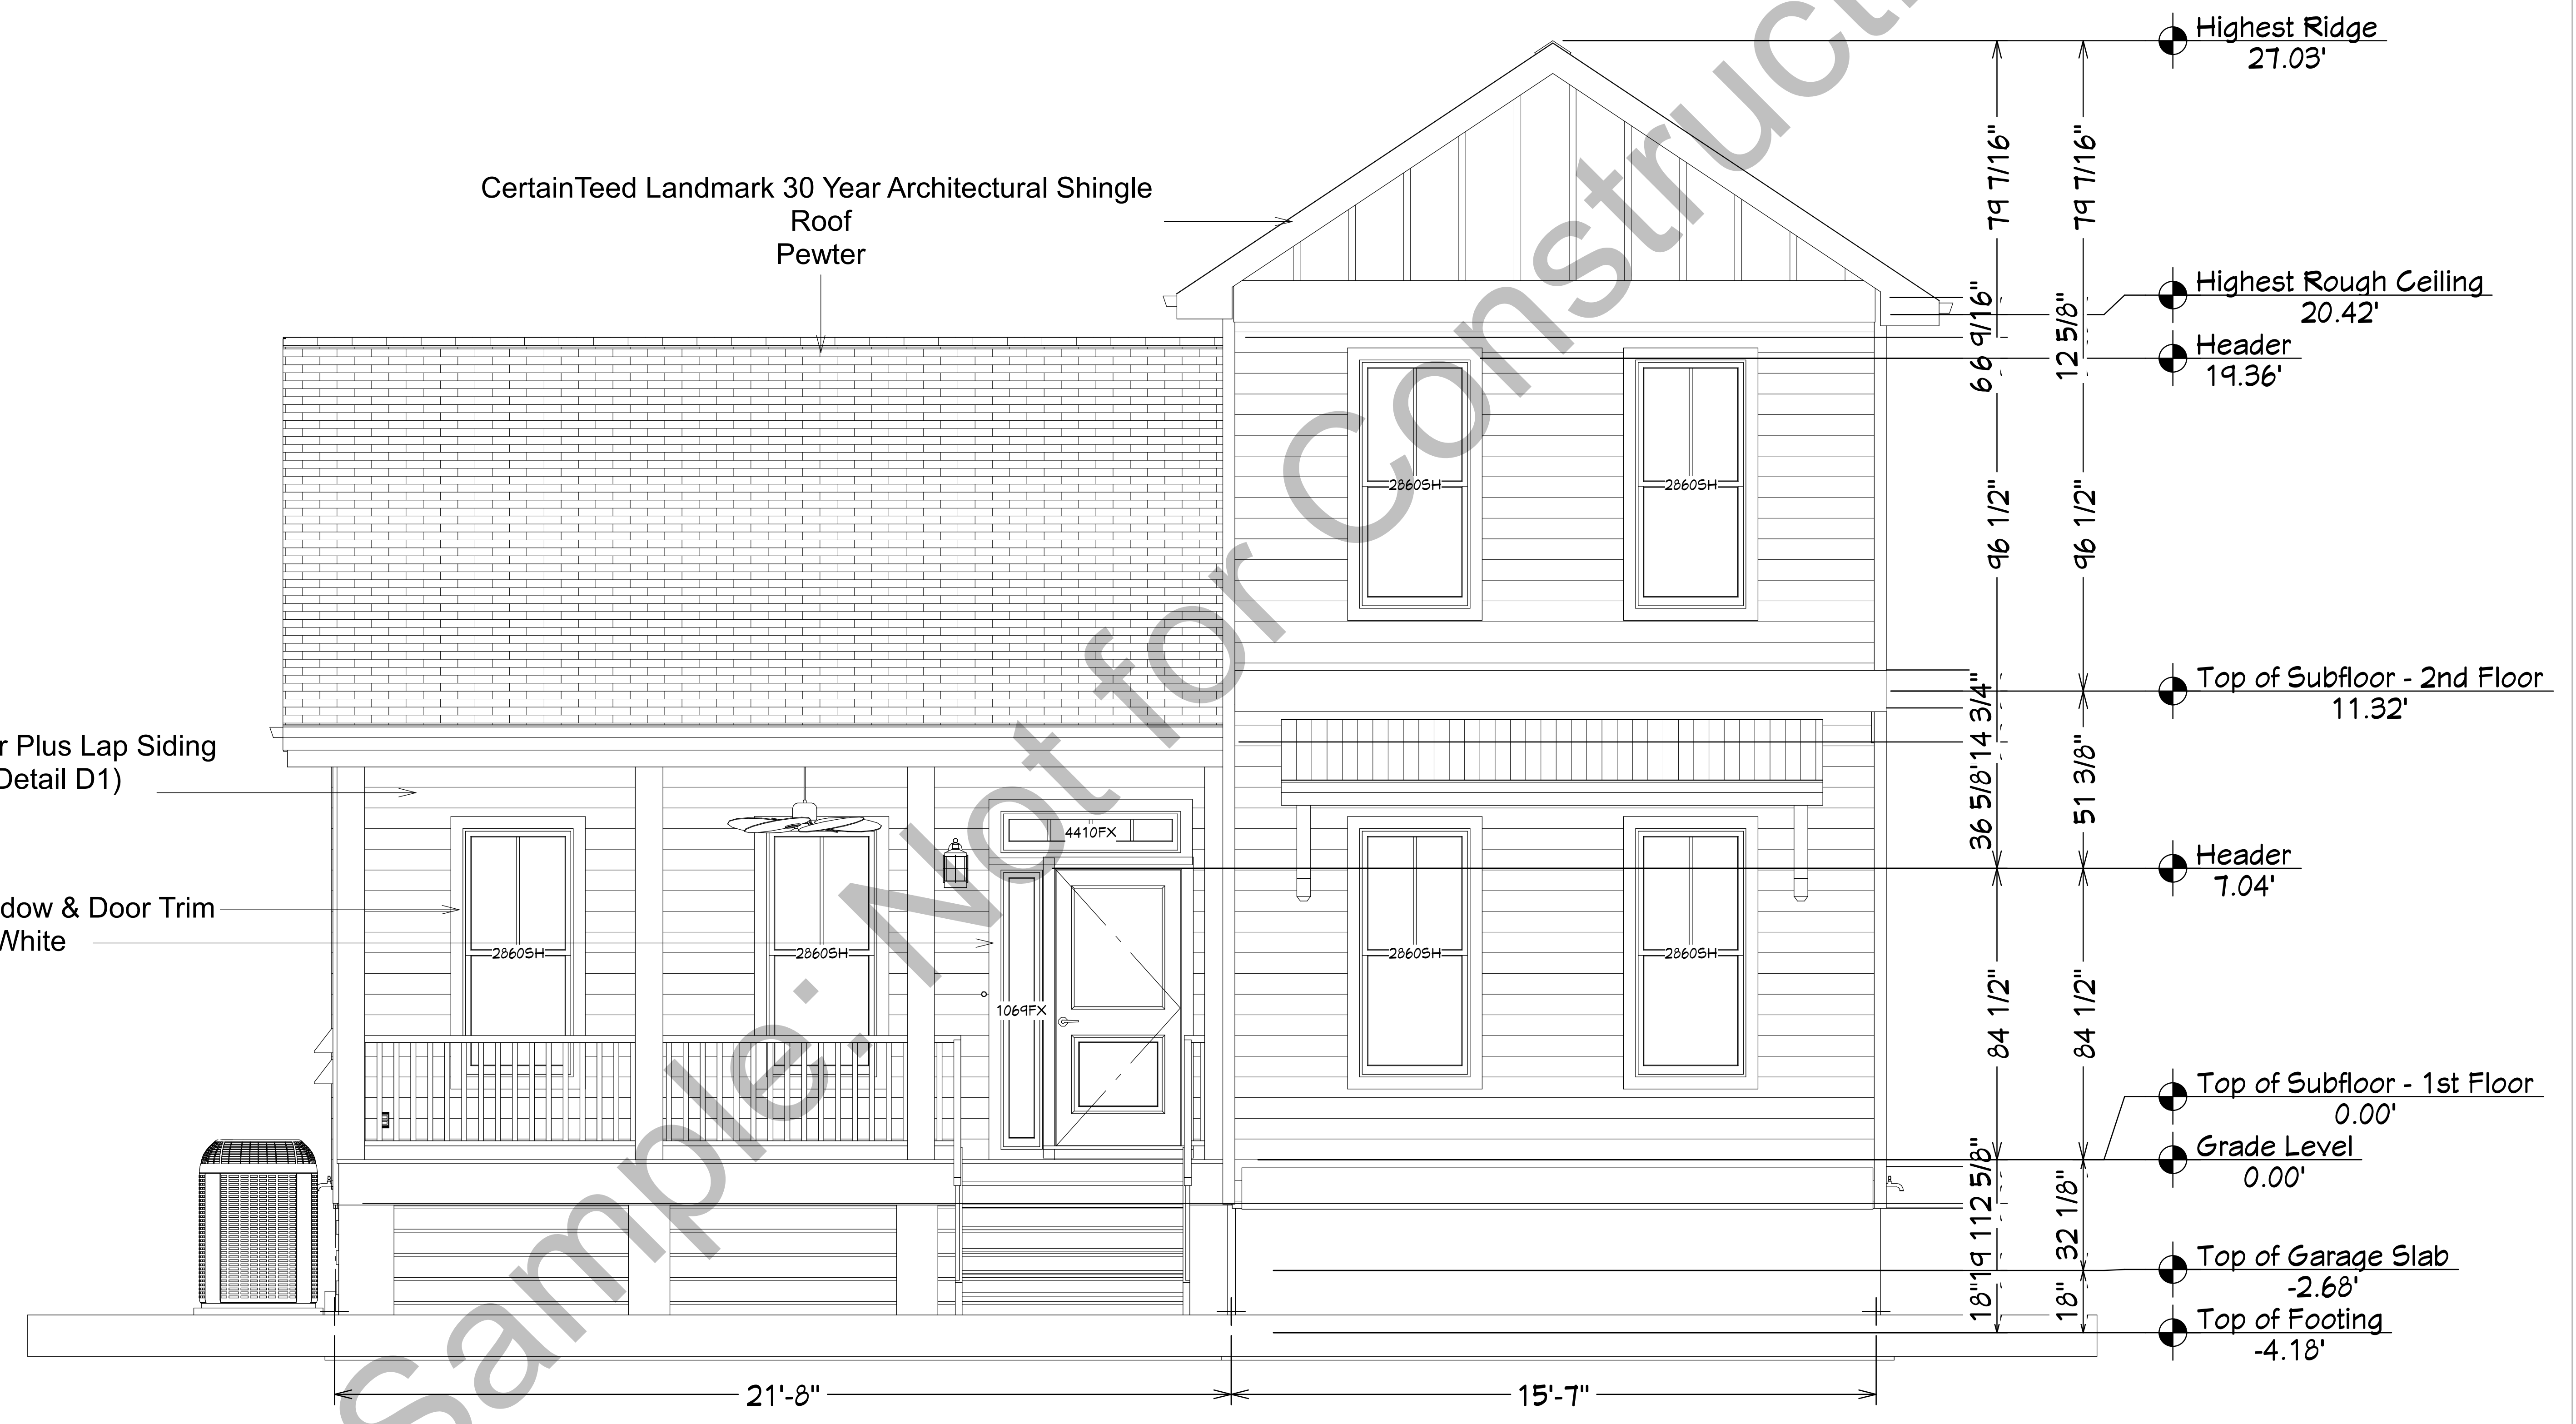 Highest Ridge
27.03'
CertainTeed Landmark 30 Year Architectural Shingle
Roof
Pewter
79 7/16"
79 7/16"
Highest Rough Ceiling
20.42'
Header
19.36'
66 9/16"
12 5/8"
2860SH
2860SH
96 1/2"
96 1/2"
Top of Subfloor - 2nd Floor
11.32'
r Plus Lap Siding
Detail D1)
14 3/4"
36 5/8"
51 3/8"
4410FX
Header
7.04'
dow & Door Trim
White
2860SH
2860SH
2860SH
2860SH
1069FX
84 1/2"
84 1/2"
Top of Subfloor - 1st Floor
0.00'
Grade Level
0.00'
12 5/8"
32 1/8"
Top of Garage Slab
-2.68'
18"
18"
Top of Footing
-4.18'
21'-8"
15'-7"
Sample: Not for Construct